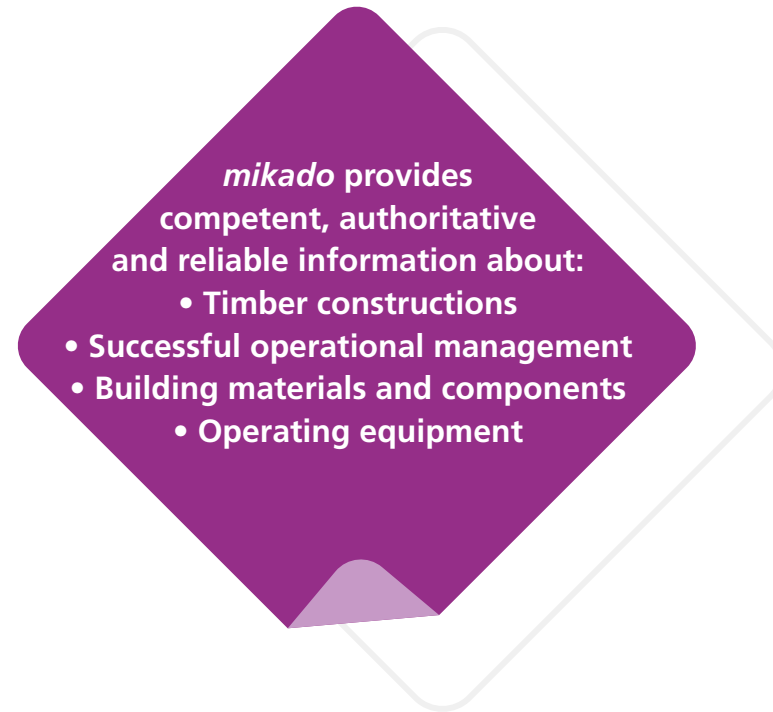 mikado provides
competent, authoritative
and reliable information about:
• Timber constructions
• Successful operational management
• Building materials and components
• Operating equipment